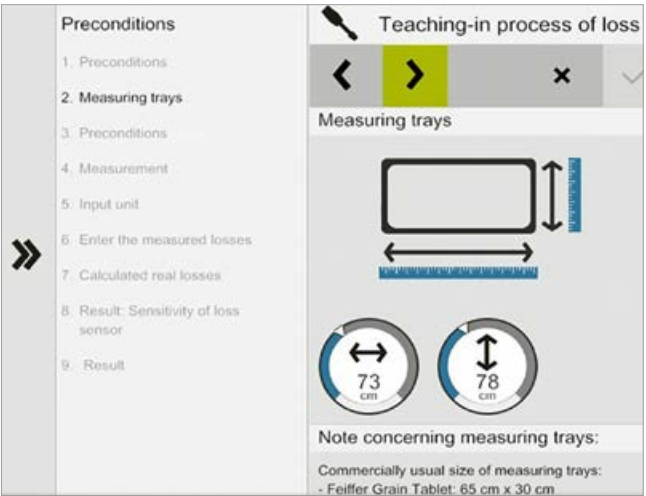 Preconditions
1. Preconditions
2. Measuring trays
3. Preconditions
4. Measurement
5. Input unit
6. Enter the measured losses
7. Calculated real losses
8. Result: Sensitivity of loss
sensor
9. Result
Teaching-in process of loss
Measuring trays
73
cm
78
cm
Note concerning measuring trays:
Commercially usual size of measuring trays:
- Feiffer Grain Tablet: 65 cm x 30 cm